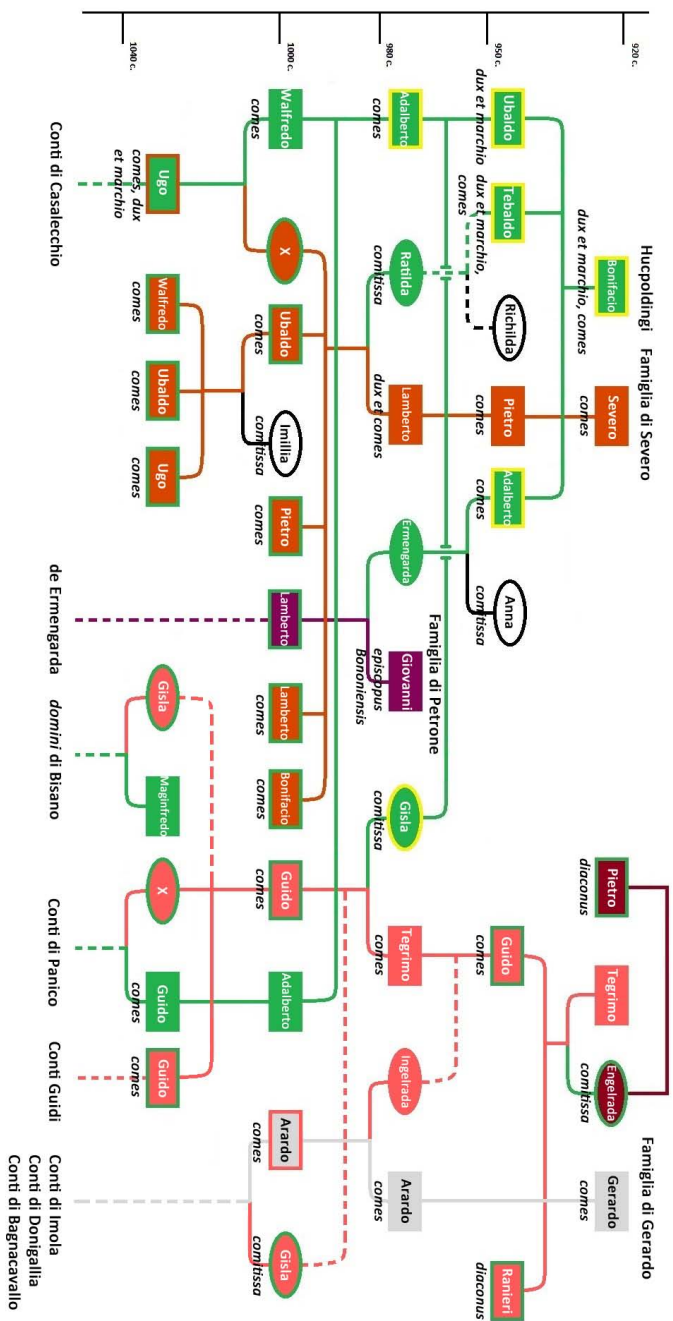 Hucpoldingi
Famiglia di Severo
Famiglia di Gerardo
920 c.
Bonifacio
dux et marchio, comes
Severo
comes
Pietro
diaconus
Tegrimo
Engelrada
comitissa
Gerardo
comes
950 c.
Ubaldo
dux et marchio
Tebaldo
dux et marchio,
comes
Richilda
Pietro
comes
Adalberto
comes
Anna
comitissa
Guido
comes
Ranieri
diaconus
Famiglia di Petrone
980 c.
Adalberto
comes
Ratilda
comitissa
Lamberto
dux et comes
Ermengarda
Giovanni
episcopus
Bononiensis
Gisla
comitissa
Tegrimo
comes
Ingelrada
Arardo
comes
1000 c.
Walfredo
comes
X
Ubaldo
comes
Imillia
comitissa
Pietro
comes
Lamberto
Lamberto
comes
Bonifacio
comes
Guido
comes
Adalberto
Arardo
comes
Gisla
comitissa
1040 c.
Ugo
comes, dux
et marchio
Walfredo
comes
Ubaldo
comes
Ugo
comes
Gisla
Maginfredo
X
Guido
comes
Guido
comes
Conti di Casalecchio
de Ermengarda
domini di Bisano
Conti di Panico
Conti Guidi
Conti di Imola
Conti di Donigallia
Conti di Bagnacavallo